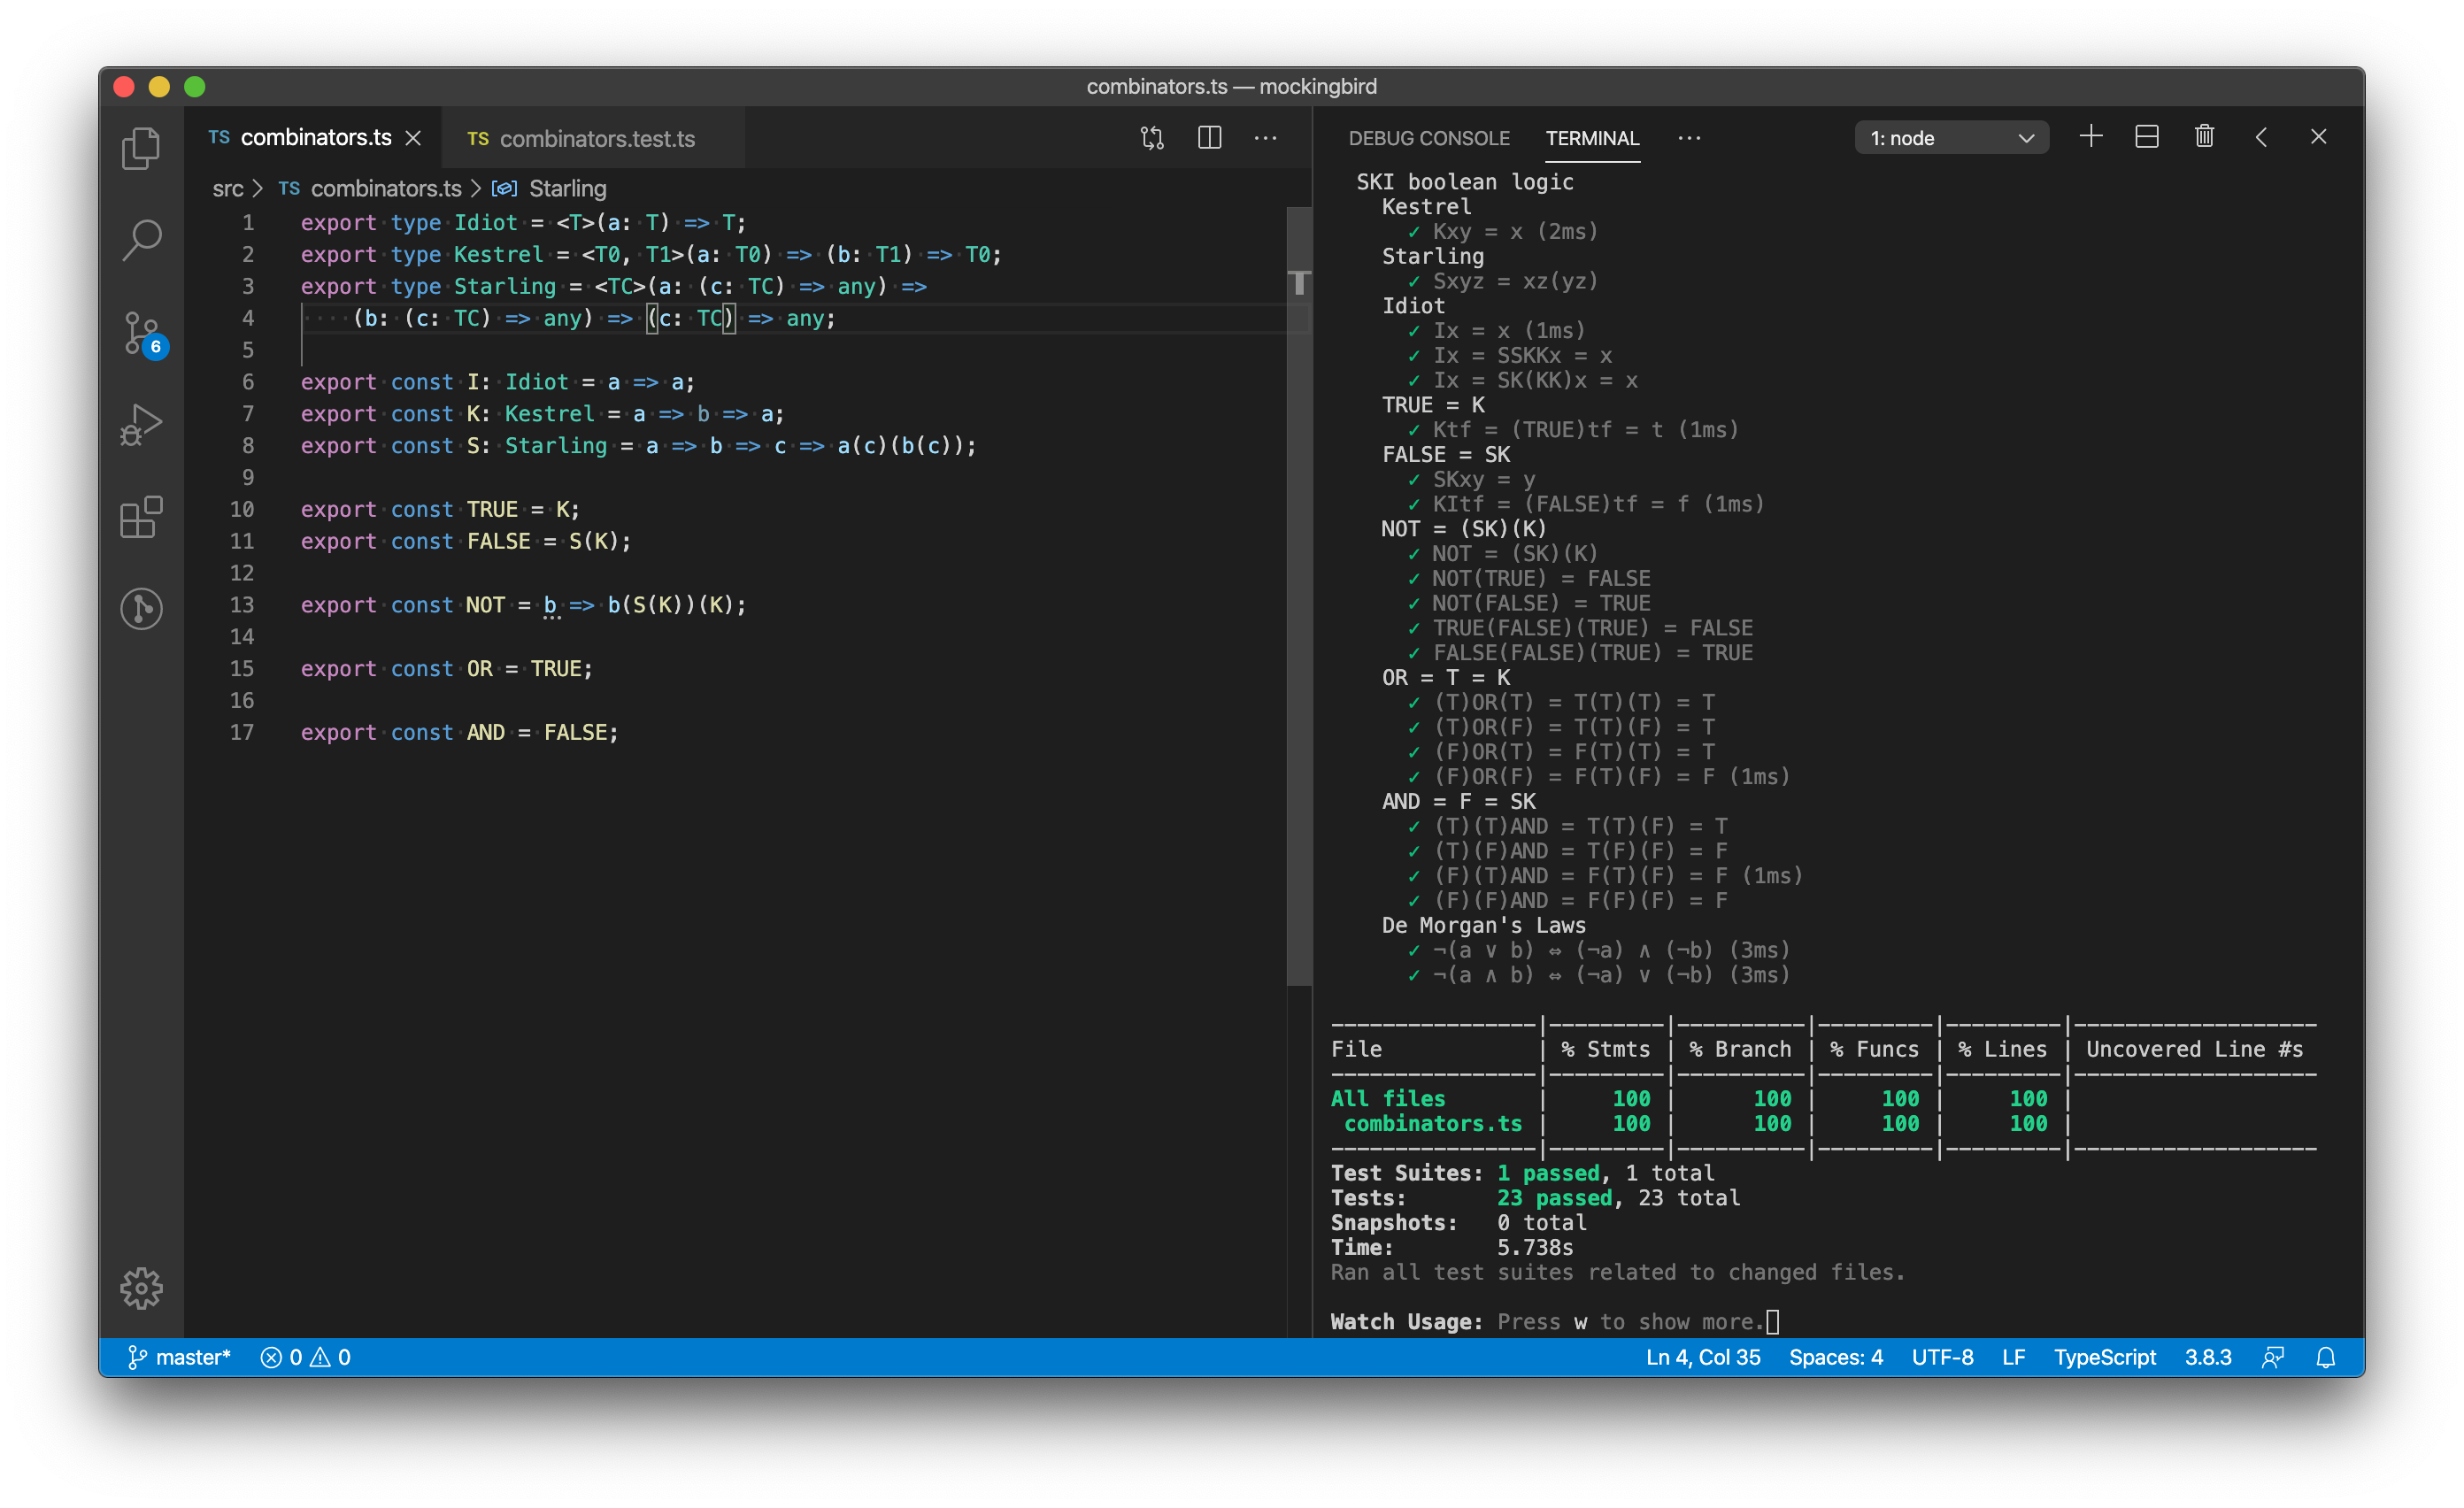 combinators.ts — mockingbird
TS combinators.ts
TS combinators.test.ts
src > TS combinators.ts > Starling
1 export type Idiot = <T>(a: T) => T;
2 export type Kestrel = <T0, T1>(a: T0) => (b: T1) => T0;
3 export type Starling = <TC>(a: (c: TC) => any) =>
4     (b: (c: TC) => any) => (c: TC) => any;
5
6 export const I: Idiot = a => a;
7 export const K: Kestrel = a => b => a;
8 export const S: Starling = a => b => c => a(c)(b(c));
9
10 export const TRUE = K;
11 export const FALSE = S(K);
12
13 export const NOT = b => b(S(K))(K);
14
15 export const OR = TRUE;
16
17 export const AND = FALSE;
6
DEBUG CONSOLE TERMINAL ··· 1: node
SKI boolean logic
Kestrel
✓ Kxy = x (2ms)
Starling
✓ Sxyz = xz(yz)
Idiot
✓ Ix = x (1ms)
✓ Ix = SSKKx = x
✓ Ix = SK(KK)x = x
TRUE = K
✓ Ktf = (TRUE)tf = t (1ms)
FALSE = SK
✓ SKxy = y
✓ KItf = (FALSE)tf = f (1ms)
NOT = (SK)(K)
✓ NOT = (SK)(K)
✓ NOT(TRUE) = FALSE
✓ NOT(FALSE) = TRUE
✓ TRUE(FALSE)(TRUE) = FALSE
✓ FALSE(FALSE)(TRUE) = TRUE
OR = T = K
✓ (T)OR(T) = T(T)(T) = T
✓ (T)OR(F) = T(T)(F) = T
✓ (F)OR(T) = F(T)(T) = T
✓ (F)OR(F) = F(T)(F) = F (1ms)
AND = F = SK
✓ (T)(T)AND = T(T)(F) = T
✓ (T)(F)AND = T(F)(F) = F
✓ (F)(T)AND = F(T)(F) = F (1ms)
✓ (F)(F)AND = F(F)(F) = F
De Morgan's Laws
✓ ¬(a ∨ b) ⇔ (¬a) ∧ (¬b) (3ms)
✓ ¬(a ∧ b) ⇔ (¬a) ∨ (¬b) (3ms)
File | % Stmts | % Branch | % Funcs | % Lines | Uncovered Line #s
All files | 100 | 100 | 100 | 100 |
combinators.ts | 100 | 100 | 100 | 100 |
Test Suites: 1 passed, 1 total
Tests: 23 passed, 23 total
Snapshots: 0 total
Time: 5.738s
Ran all test suites related to changed files.
Watch Usage: Press w to show more.
master* 0 0 Ln 4, Col 35 Spaces: 4 UTF-8 LF TypeScript 3.8.3